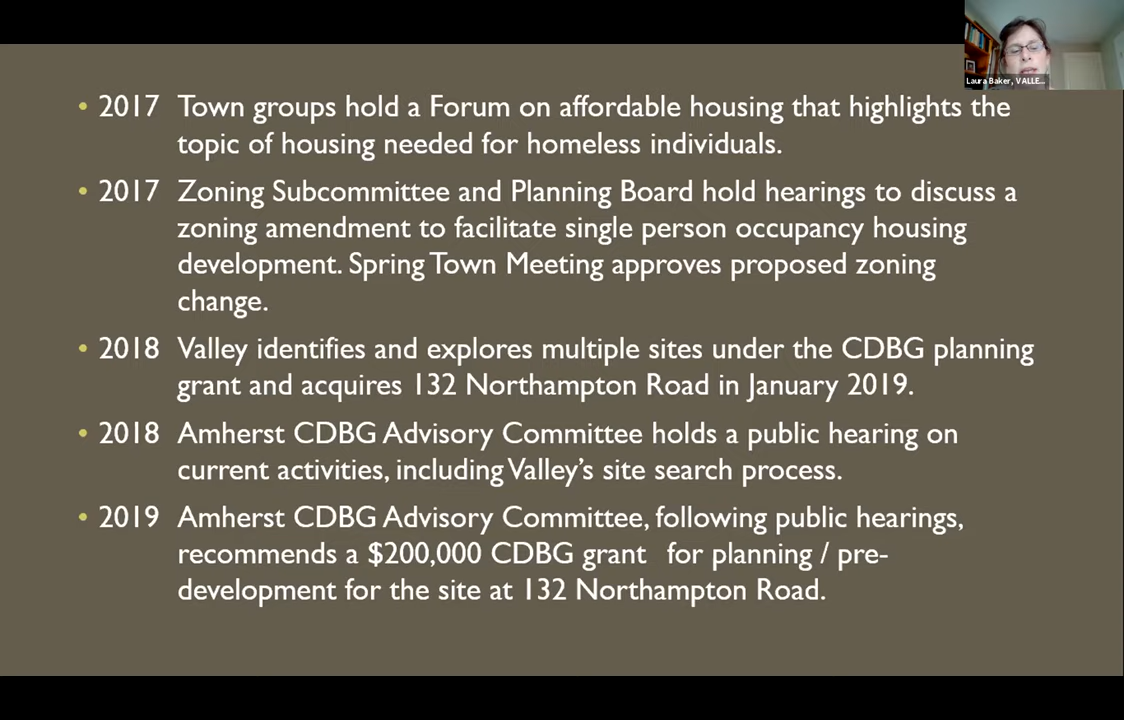 Laura Baker, VALLE...
• 2017 Town groups hold a Forum on affordable housing that highlights the
topic of housing needed for homeless individuals.
• 2017 Zoning Subcommittee and Planning Board hold hearings to discuss a
zoning amendment to facilitate single person occupancy housing
development. Spring Town Meeting approves proposed zoning
change.
• 2018 Valley identifies and explores multiple sites under the CDBG planning
grant and acquires 132 Northampton Road in January 2019.
• 2018 Amherst CDBG Advisory Committee holds a public hearing on
current activities, including Valley’s site search process.
• 2019 Amherst CDBG Advisory Committee, following public hearings,
recommends a $200,000 CDBG grant for planning / pre-
development for the site at 132 Northampton Road.